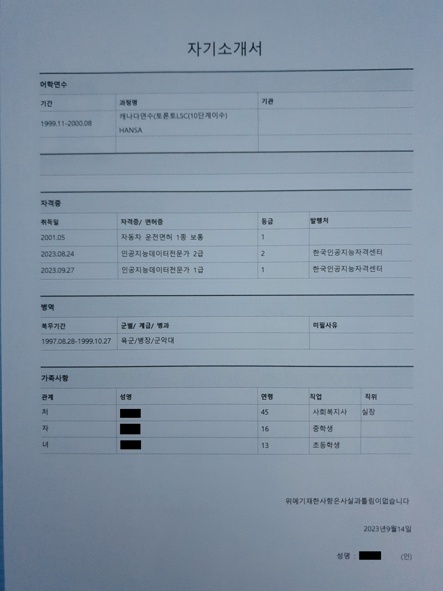 자기소개서
어학연수
기간 과정명 기관
1999.11-2000.08 캐나다연수(토론토LSC(10단계이수)
HANSA
자격증
취득일 자격증/ 면허증 등급 발행처
2001.05 자동차 운전면허 1종 보통 1
2023.08.24 인공지능데이터전문가 2급 2 한국인공지능자격센터
2023.09.27 인공지능데이터전문가 1급 1 한국인공지능자격센터
병역
복무기간 군별/ 계급/ 병과 미필사유
1997.08.28-1999.10.27 육군/병장/군악대
가족사항
관계 성명 연령 직업 직위
처 45 사회복지사 실장
자 16 중학생
녀 13 초등학생
위에기재한사항은사실과틀림이없습니다
2023년9월14일
성명 : (인)